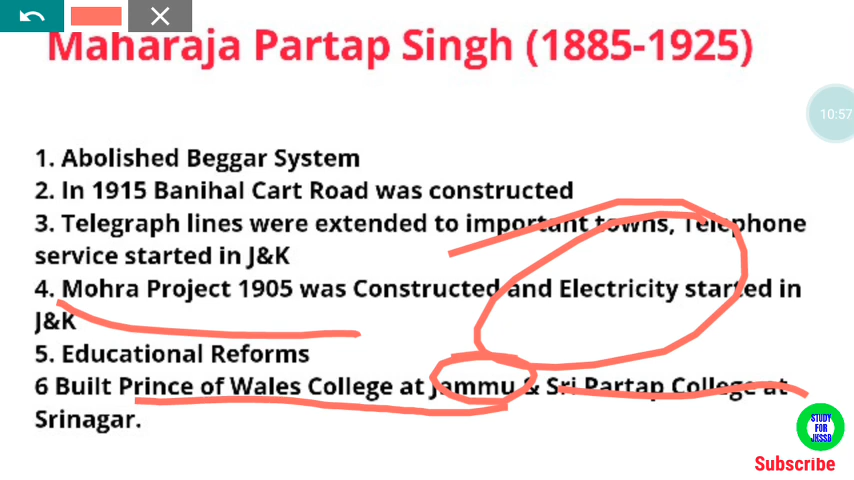 Maharaja Partap Singh (1885-1925)
10:57
1. Abolished Beggar System
2. In 1915 Banihal Cart Road was constructed
3. Telegraph lines were extended to important towns, Telephone
service started in J&K
4. Mohra Project 1905 was Constructed and Electricity started in
J&K
5. Educational Reforms
6 Built Prince of Wales College at Jammu & Sri Partap College at
Srinagar.
STUDY
FOR
JKSSB
Subscribe